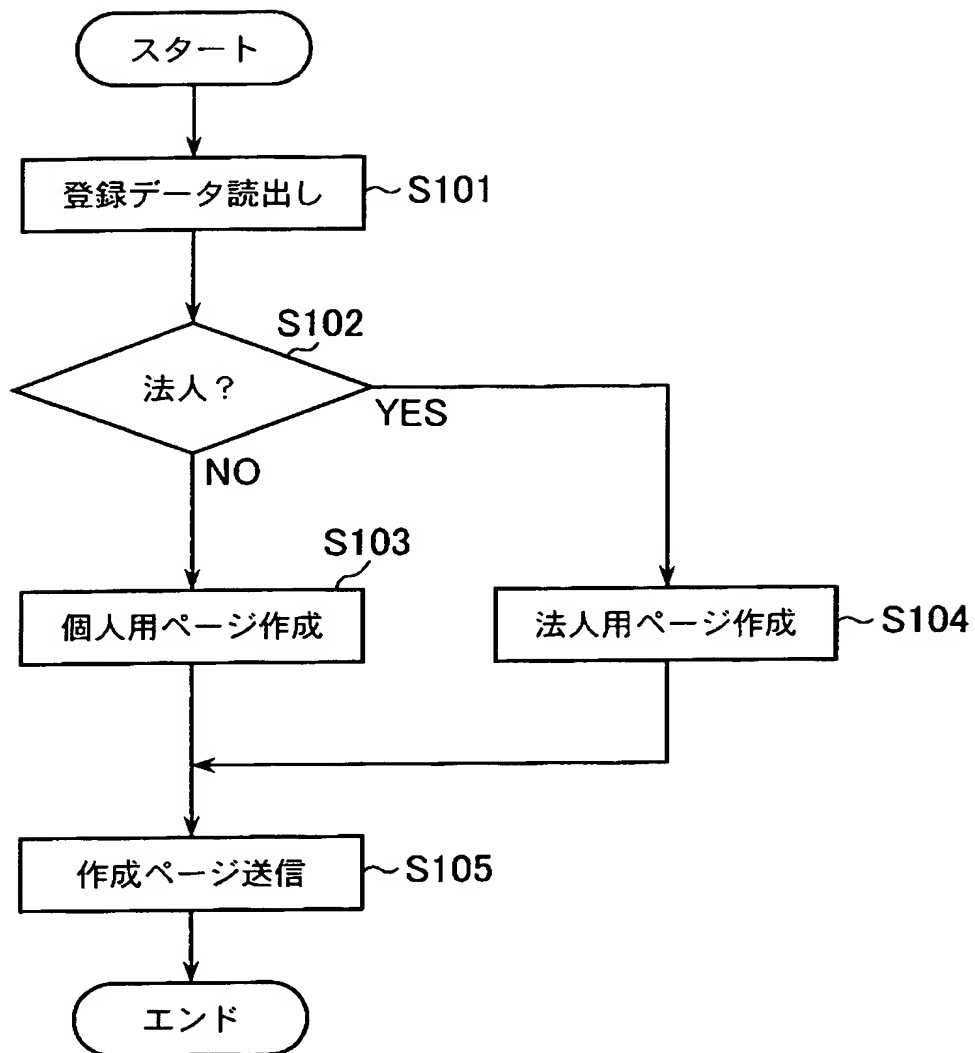 スタート
登録データ読出し
S101
S102
法人？
YES
NO
S103
個人用ページ作成
法人用ページ作成
S104
作成ページ送信
S105
エンド